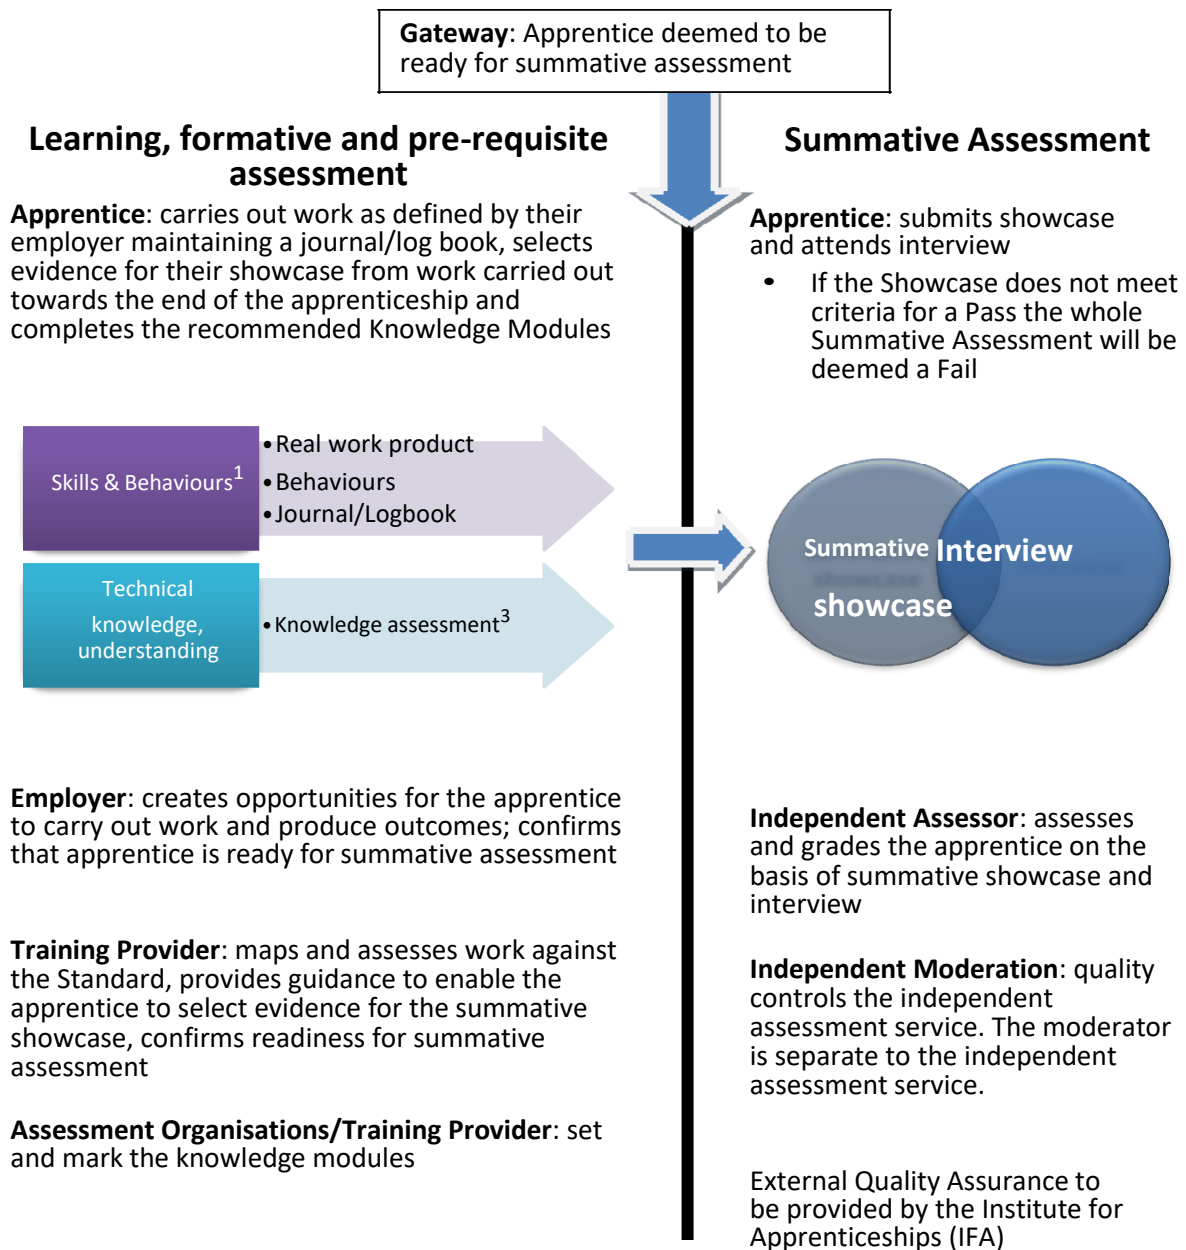 Gateway: Apprentice deemed to be
ready for summative assessment
Learning, formative and pre-requisite
assessment
Apprentice: carries out work as defined by their
employer maintaining a journal/log book, selects
evidence for their showcase from work carried out
towards the end of the apprenticeship and
completes the recommended Knowledge Modules
Skills & Behaviours1
•Real work product
•Behaviours
•Journal/Logbook
Technical
knowledge,
understanding
•Knowledge assessment3
Employer: creates opportunities for the apprentice
to carry out work and produce outcomes; confirms
that apprentice is ready for summative assessment
Training Provider: maps and assesses work against
the Standard, provides guidance to enable the
apprentice to select evidence for the summative
showcase, confirms readiness for summative
assessment
Assessment Organisations/Training Provider: set
and mark the knowledge modules
Summative Assessment
Apprentice: submits showcase
and attends interview
• If the Showcase does not meet
criteria for a Pass the whole
Summative Assessment will be
deemed a Fail
Summative Interview
showcase
Independent Assessor: assesses
and grades the apprentice on the
basis of summative showcase and
interview
Independent Moderation: quality
controls the independent
assessment service. The moderator
is separate to the independent
assessment service.
External Quality Assurance to
be provided by the Institute for
Apprenticeships (IFA)